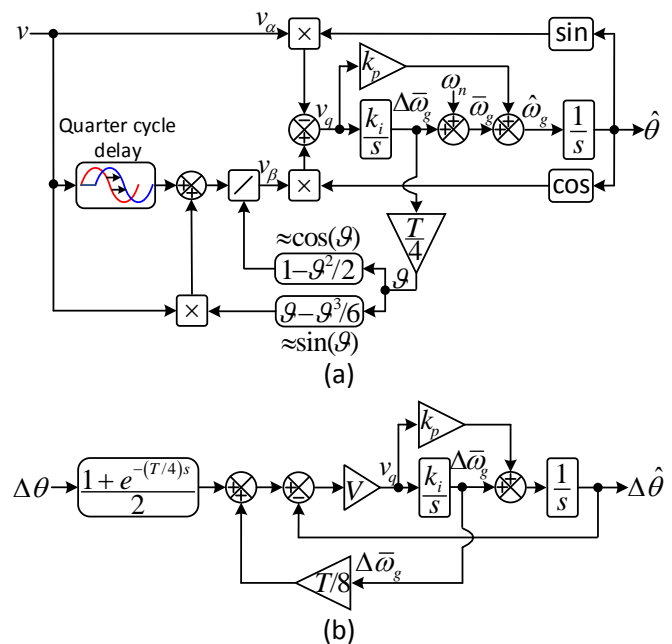 v
v_α
×
sin
k_p
ω_n
v_q
k_i/s
Δω̄_g
ω̄_g
ω̂_g
1/s
θ̂
Quarter cycle
delay
v_β
×
cos
T/4
≈cos(ϑ)
1−ϑ²/2
ϑ
×
ϑ−ϑ³/6
≈sin(ϑ)
(a)
k_p
Δθ
1+e^{−(T/4)s}/2
V
v_q
k_i/s
Δω̄_g
1/s
Δθ̂
T/8
Δω̄_g
(b)